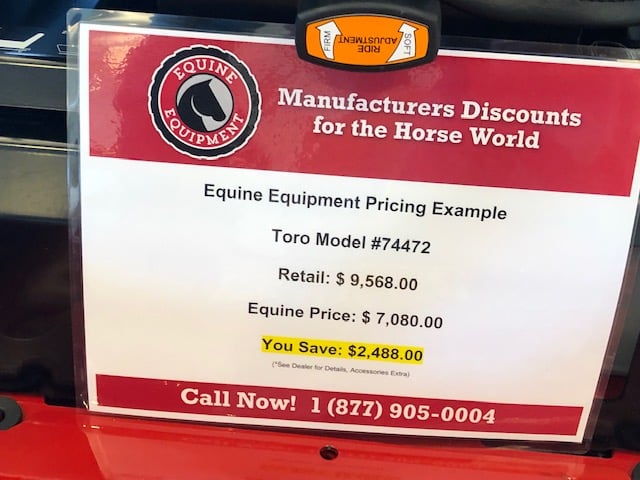 FIRM
RIDE
ADJUSTMENT
SOFT
EQUINE
EQUIPMENT
Manufacturers Discounts
for the Horse World
Equine Equipment Pricing Example
Toro Model #74472
Retail: $ 9,568.00
Equine Price: $ 7,080.00
You Save: $2,488.00
(*See Dealer for Details, Accessories Extra)
Call Now! 1 (877) 905-0004